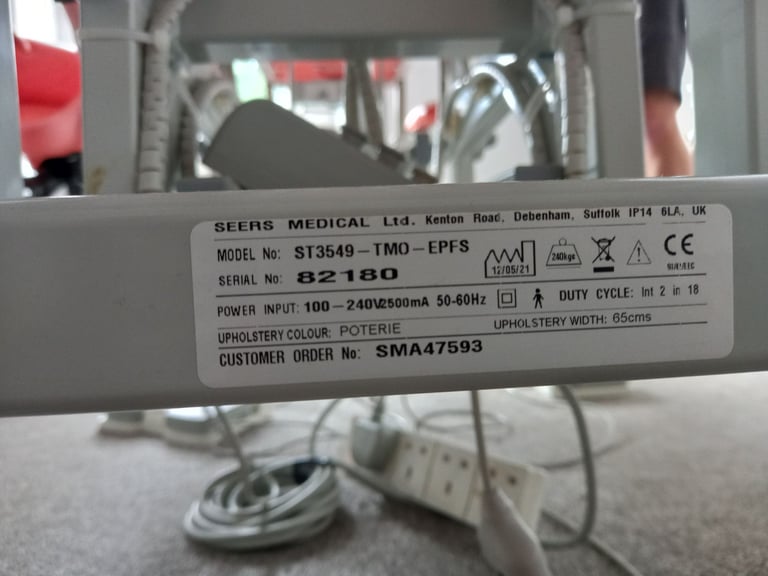 SEERS MEDICAL Ltd. Kenton Road, Debenham, Suffolk IP14 6LA, UK
MODEL No: ST3549-TMO-EPFS
SERIAL No: 82180
12/05/21
240kgs
CE
POWER INPUT: 100-240V2500mA 50-60Hz DUTY CYCLE: Int 2 in 18
UPHOLSTERY COLOUR: POTERIE UPHOLSTERY WIDTH: 65cms
CUSTOMER ORDER No: SMA47593